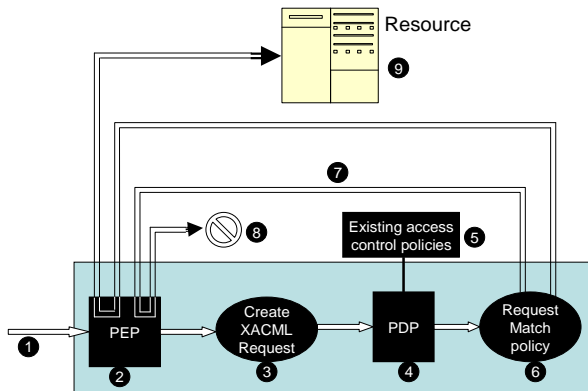 Resource
9
7
8
Existing access
control policies
5
1
PEP
2
Create
XACML
Request
3
PDP
4
Request
Match
policy
6